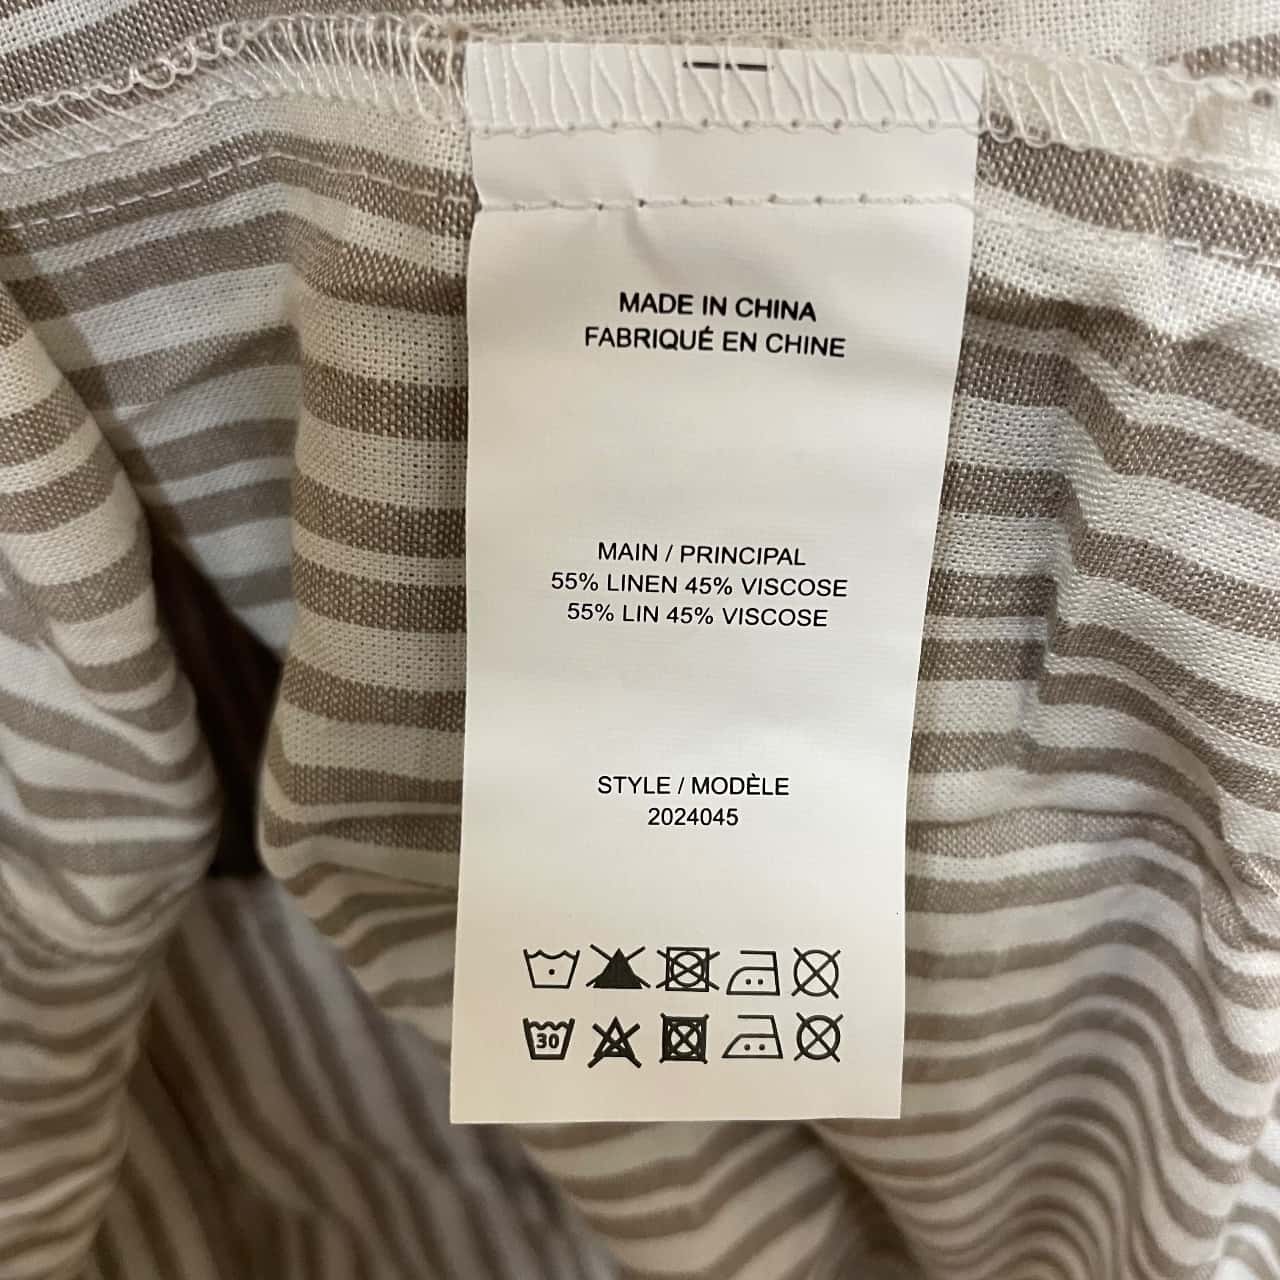 MADE IN CHINA
FABRIQUÉ EN CHINE
MAIN / PRINCIPAL
55% LINEN 45% VISCOSE
55% LIN 45% VISCOSE
STYLE / MODÈLE
2024045
30